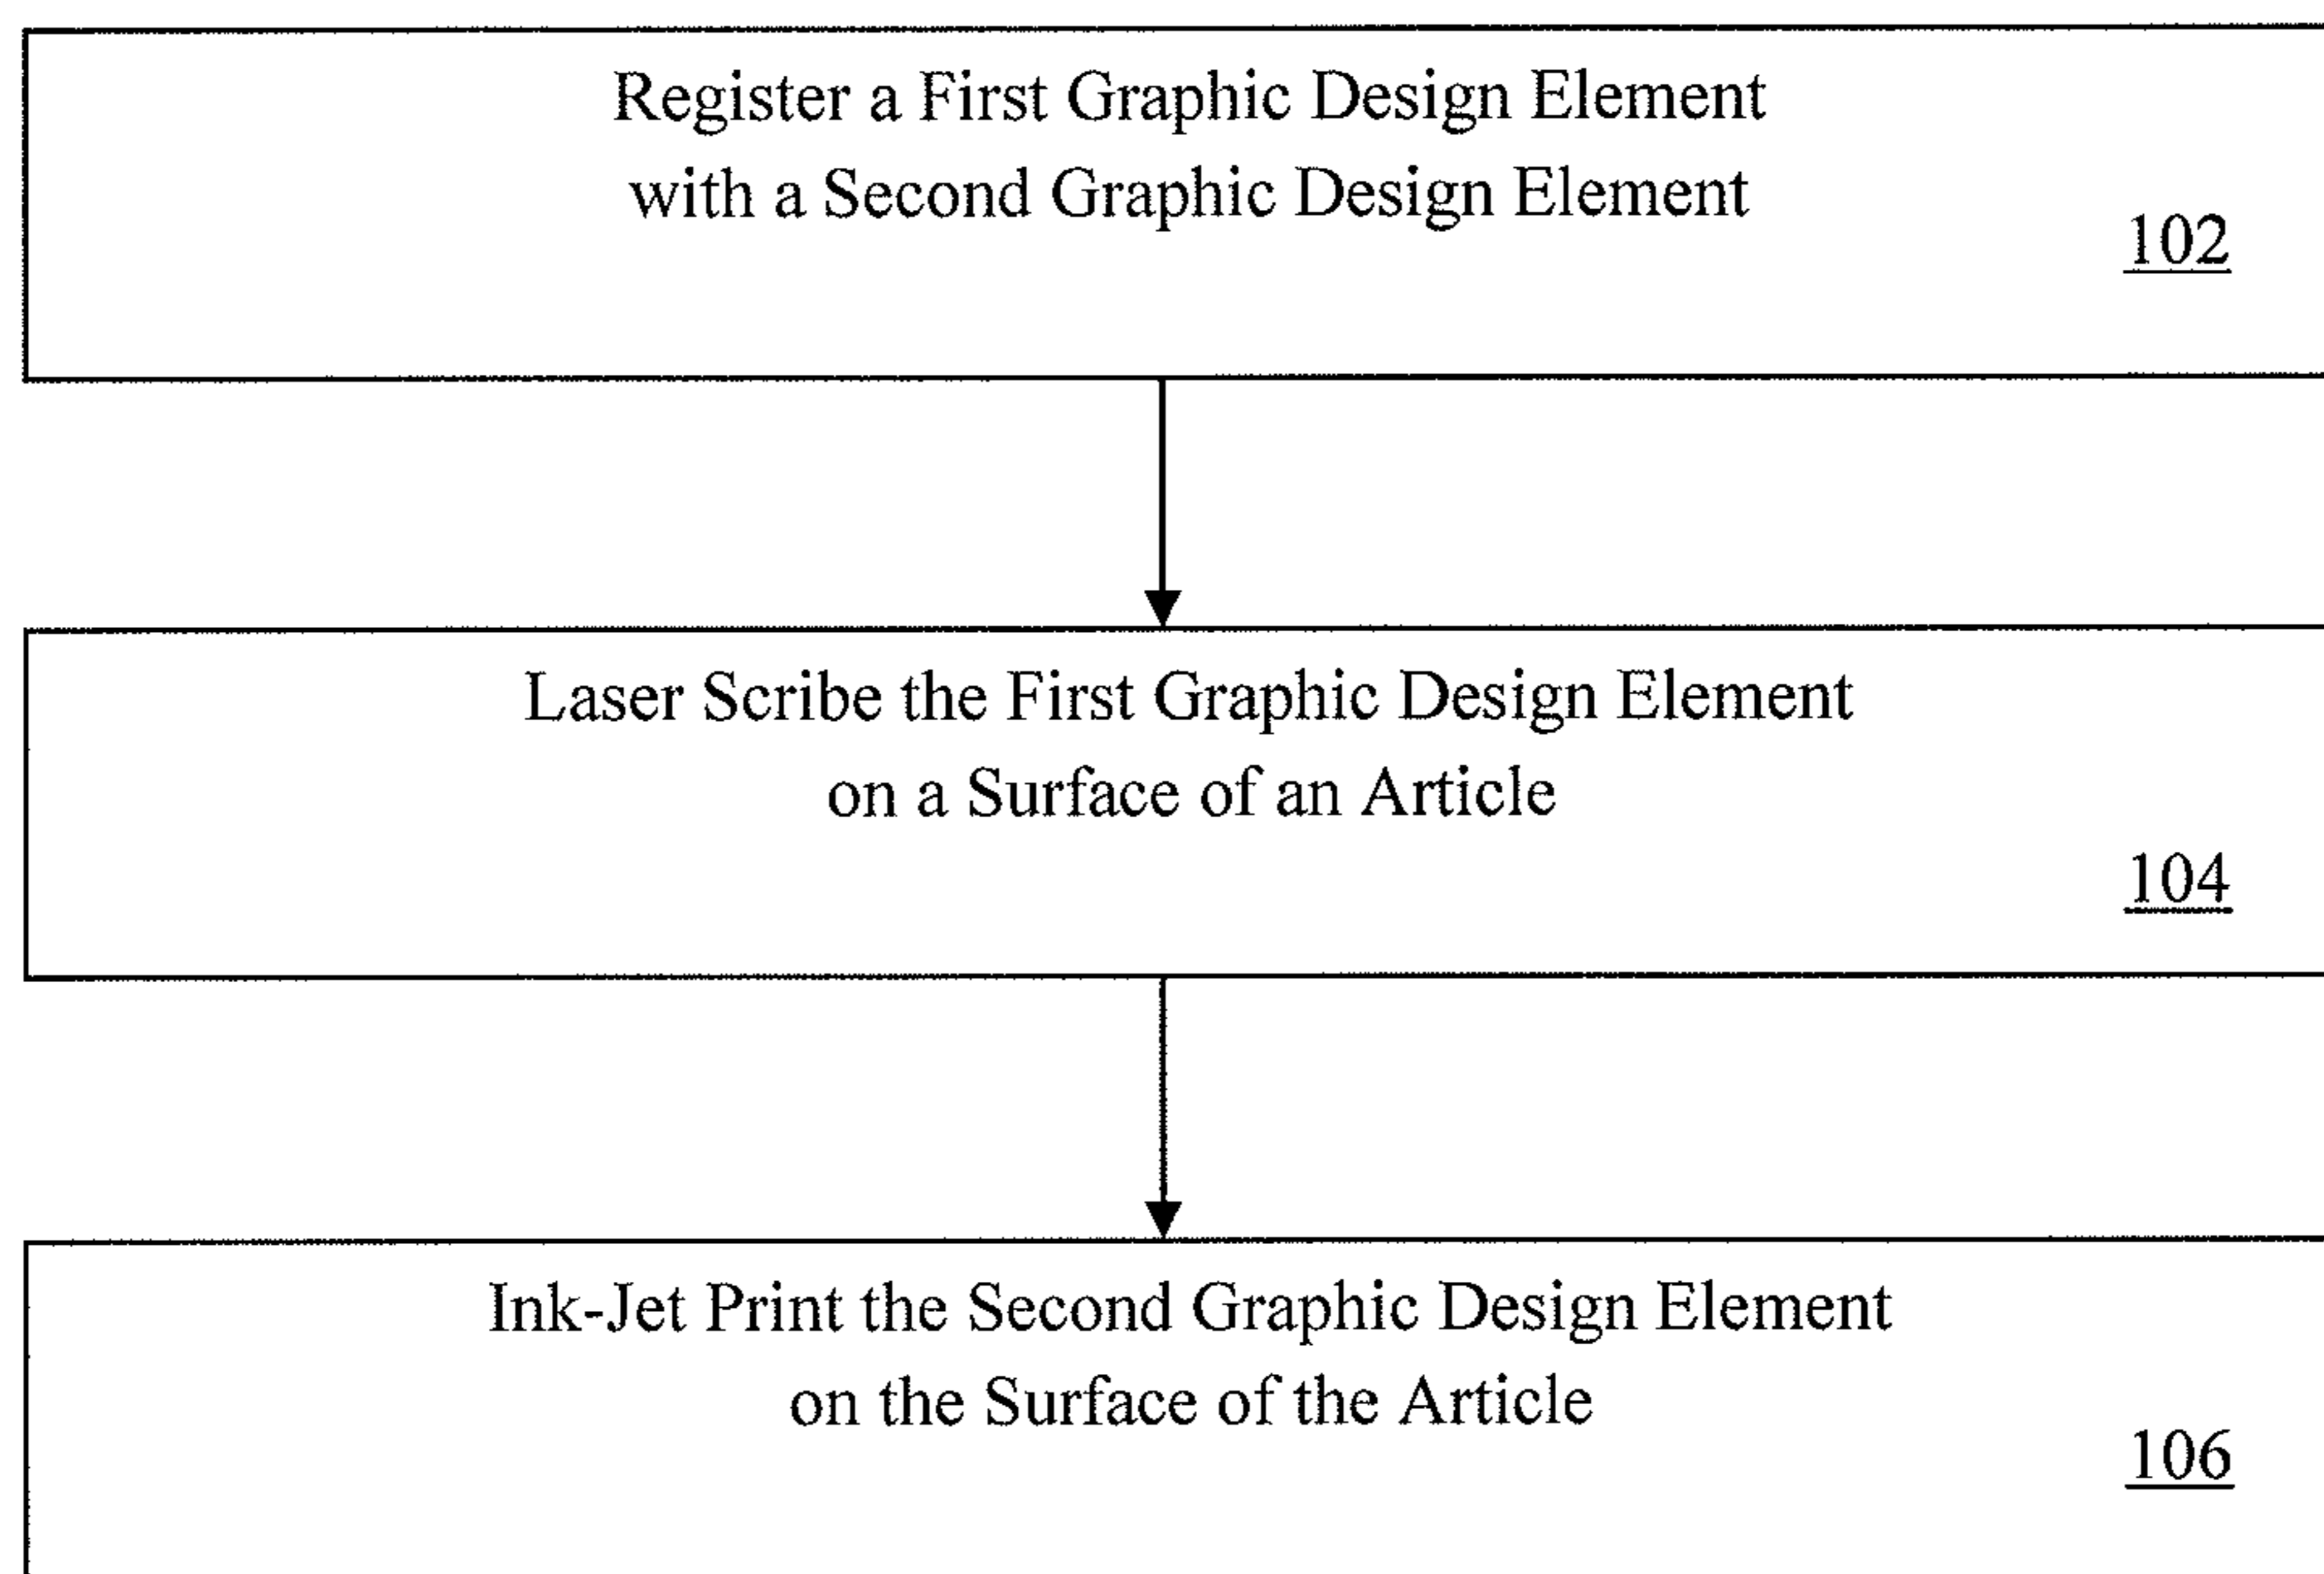 Register a First Graphic Design Element
with a Second Graphic Design Element
102
Laser Scribe the First Graphic Design Element
on a Surface of an Article
104
Ink-Jet Print the Second Graphic Design Element
on the Surface of the Article
106